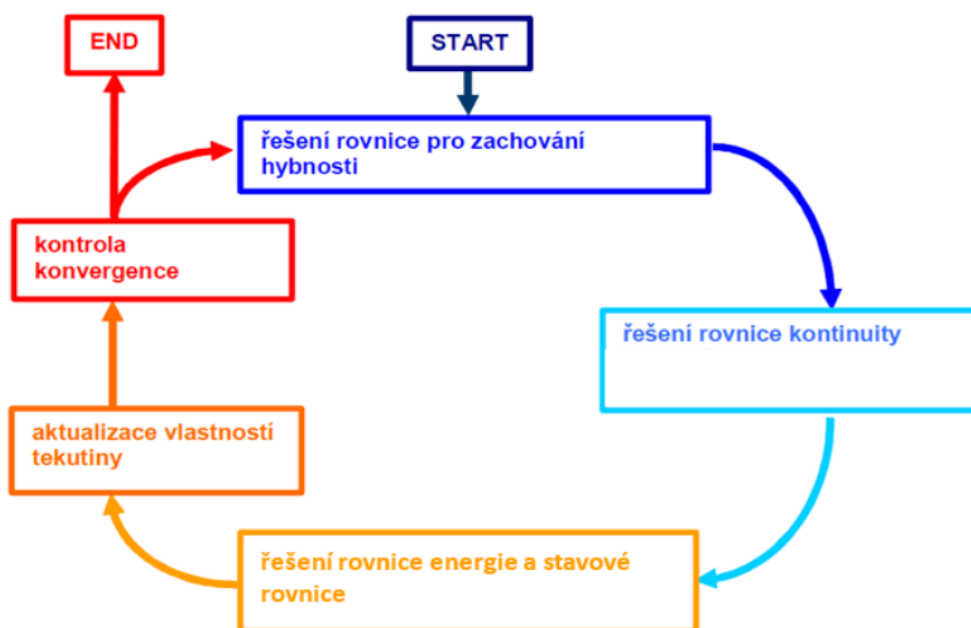 END
START
řešení rovnice pro zachování
hybnosti
kontrola
konvergence
řešení rovnice kontinuity
aktualizace vlastností
tekutiny
řešení rovnice energie a stavové
rovnice